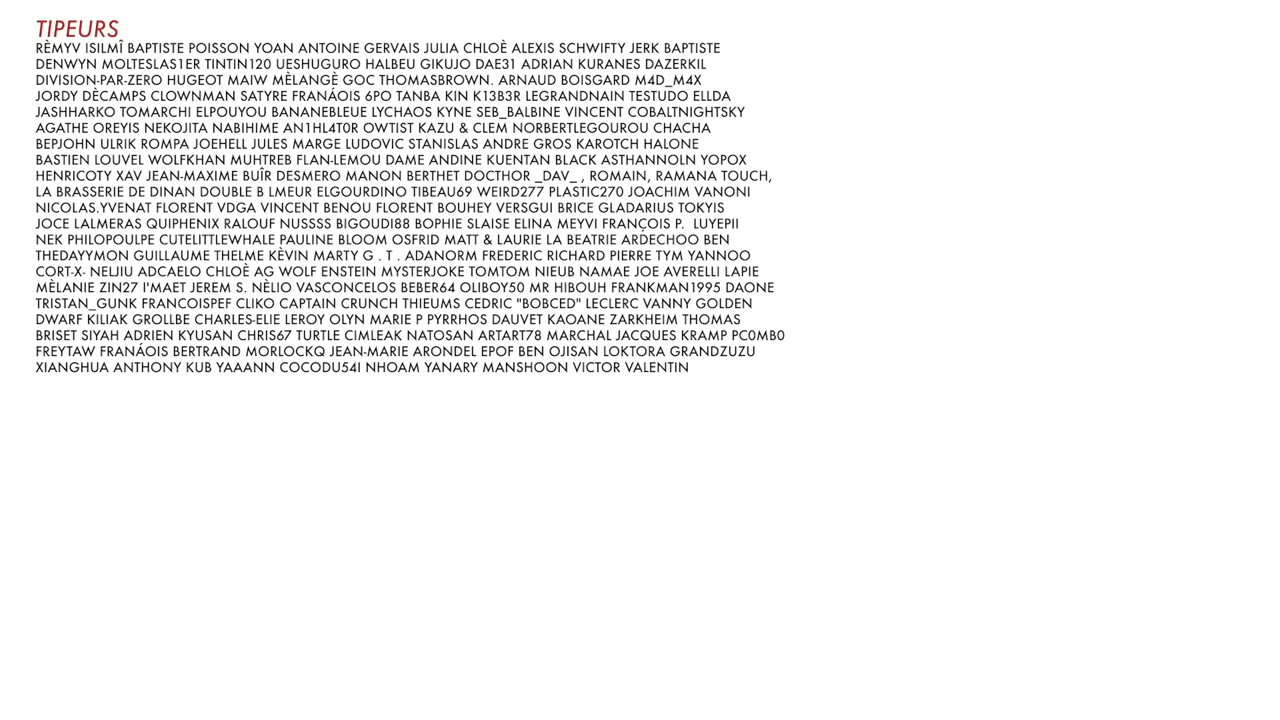 TIPEURS
RÈMYV ISILMÎ BAPTISTE POISSON YOAN ANTOINE GERVAIS JULIA CHLOÈ ALEXIS SCHWIFTY JERK BAPTISTE
DENWYN MOLTESLAS1ER TINTIN120 UESHUGURO HALBEU GIKUJO DAE31 ADRIAN KURANES DAZERKIL
DIVISION-PAR-ZERO HUGEOT MAIW MÈLANGÈ GOC THOMASBROWN. ARNAUD BOISGARD M4D_M4X
JORDY DÈCAMPS CLOWNMAN SATYRE FRANÁOIS 6PO TANBA KIN K13B3R LEGRANDNAIN TESTUDO ELLDA
JASHHARKO TOMARCHI ELPOUYOU BANANEBLEUE LYCHAOS KYNE SEB_BALBINE VINCENT COBALTNIGHTSKY
AGATHE OREYIS NEKOJITA NABIHIME AN1HL4T0R OWTIST KAZU & CLEM NORBERTLEGOUROU CHACHA
BEPJOHN ULRIK ROMPA JOEHELL JULES MARGE LUDOVIC STANISLAS ANDRE GROS KAROTCH HALONE
BASTIEN LOUVEL WOLFKHAN MUHTREB FLAN-LEMOU DAME ANDINE KUENTAN BLACK ASTHANNOLN YOPOX
HENRICOTY XAV JEAN-MAXIME BUÎR DESMERO MANON BERTHET DOCTHOR _DAV_ , ROMAIN, RAMANA TOUCH,
LA BRASSERIE DE DINAN DOUBLE B LMEUR ELGOURDINO TIBEAU69 WEIRD277 PLASTIC270 JOACHIM VANONI
NICOLAS.YVENAT FLORENT VDGA VINCENT BENOU FLORENT BOUHEY VERSGUI BRICE GLADARIUS TOKYIS
JOCE LALMERAS QUIPHENIX RALOUF NUSSSS BIGOUDI88 BOPHIE SLAISE ELINA MEYVI FRANÇOIS P.  LUYEPII
NEK PHILOPOULPE CUTELITTLEWHALE PAULINE BLOOM OSFRID MATT & LAURIE LA BEATRIE ARDECHOO BEN
THEDAYYMON GUILLAUME THELME KÈVIN MARTY G . T . ADANORM FREDERIC RICHARD PIERRE TYM YANNOO
CORT-X- NELJIU ADCAELO CHLOÈ AG WOLF ENSTEIN MYSTERJOKE TOMTOM NIEUB NAMAE JOE AVERELLI LAPIE
MÈLANIE ZIN27 I'MAET JEREM S. NÈLIO VASCONCELOS BEBER64 OLIBOY50 MR HIBOUH FRANKMAN1995 DAONE
TRISTAN_GUNK FRANCOISPEF CLIKO CAPTAIN CRUNCH THIEUMS CEDRIC "BOBCED" LECLERC VANNY GOLDEN
DWARF KILIAK GROLLBE CHARLES-ELIE LEROY OLYN MARIE P PYRRHOS DAUVET KAOANE ZARKHEIM THOMAS
BRISET SIYAH ADRIEN KYUSAN CHRIS67 TURTLE CIMLEAK NATOSAN ARTART78 MARCHAL JACQUES KRAMP PC0MB0
FREYTAW FRANÁOIS BERTRAND MORLOCKQ JEAN-MARIE ARONDEL EPOF BEN OJISAN LOKTORA GRANDZUZU
XIANGHUA ANTHONY KUB YAAANN COCODU54I NHOAM YANARY MANSHOON VICTOR VALENTIN